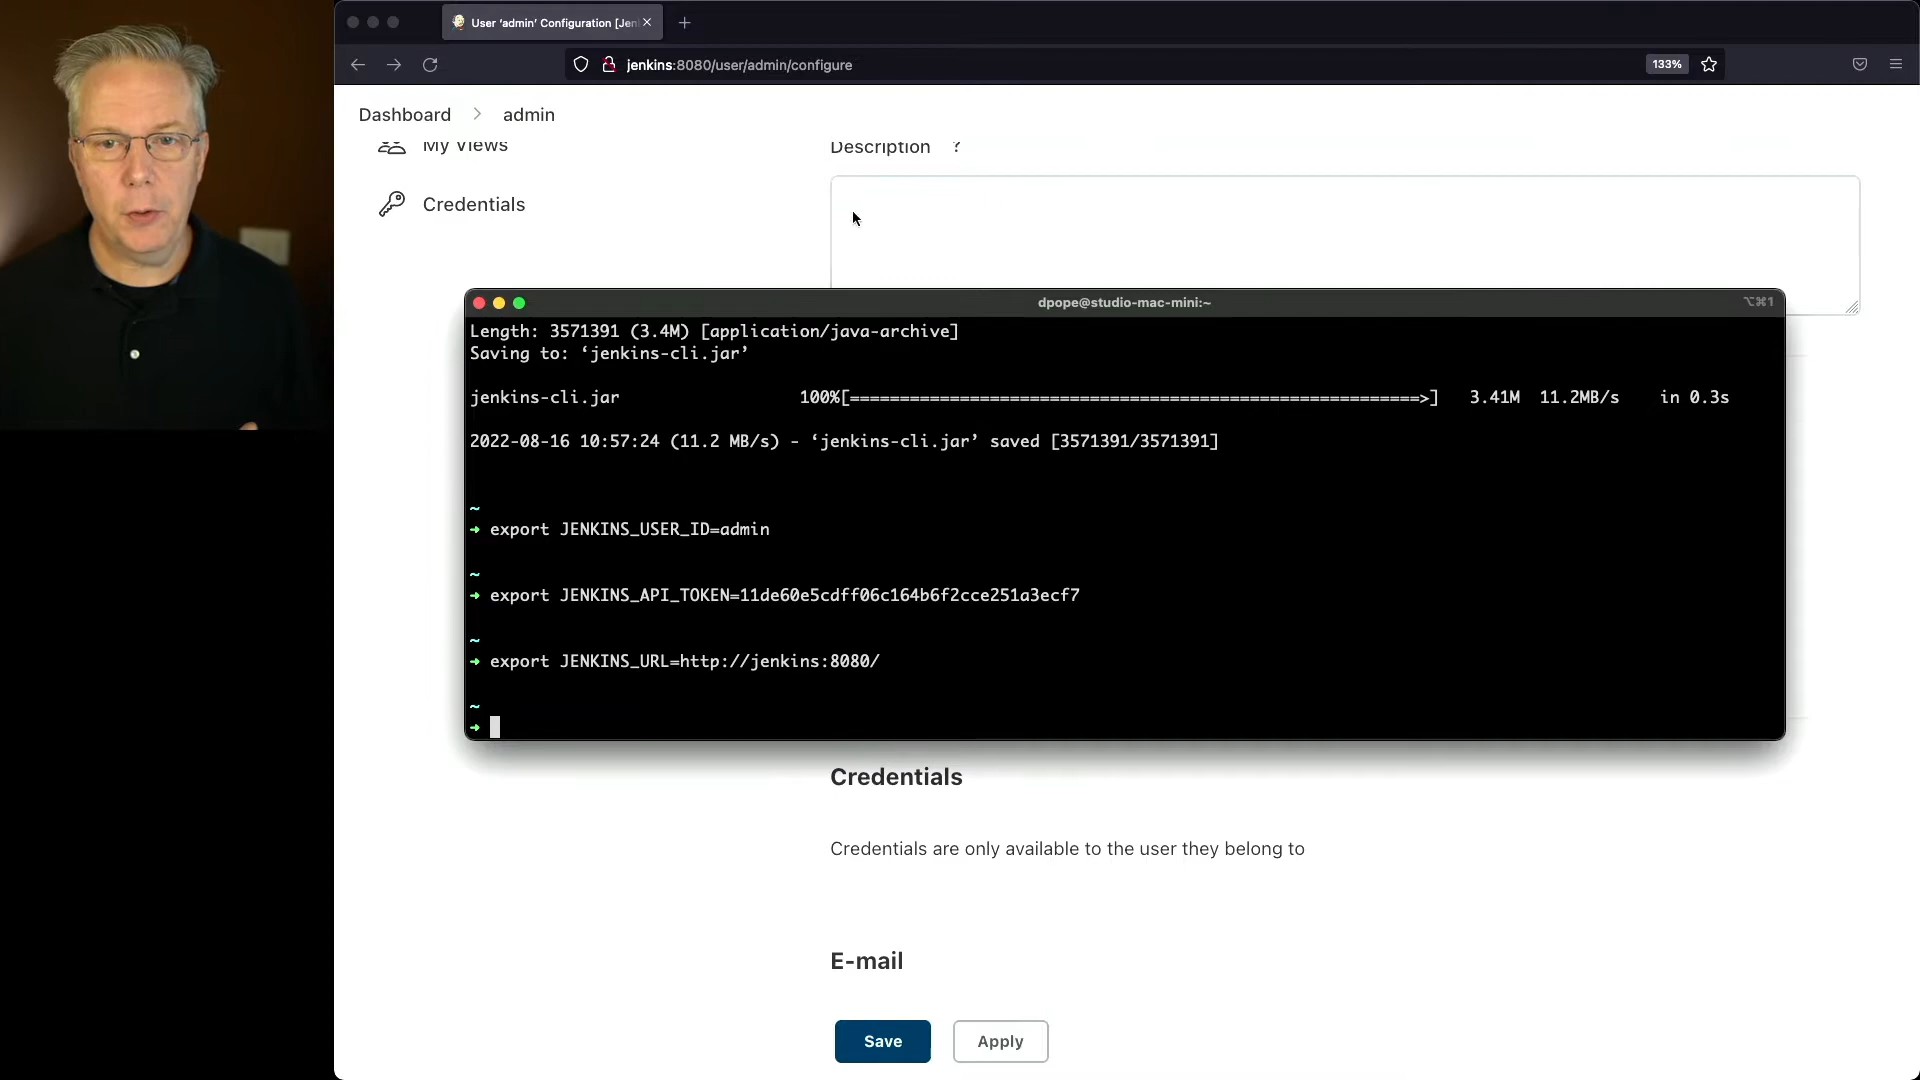 User ‘admin’ Configuration [Jen
jenkins:8080/user/admin/configure
133%
Dashboard
admin
My Views
Description ?
Credentials
dpope@studio-mac-mini:~
⌥⌘1
Length: 3571391 (3.4M) [application/java-archive]
Saving to: ‘jenkins-cli.jar’
jenkins-cli.jar 100%[=========================================================>] 3.41M 11.2MB/s in 0.3s
2022-08-16 10:57:24 (11.2 MB/s) - ‘jenkins-cli.jar’ saved [3571391/3571391]
~
➜ export JENKINS_USER_ID=admin
~
➜ export JENKINS_API_TOKEN=11de60e5cdff06c164b6f2cce251a3ecf7
~
➜ export JENKINS_URL=http://jenkins:8080/
~
➜
Credentials
Credentials are only available to the user they belong to
E-mail
Save
Apply